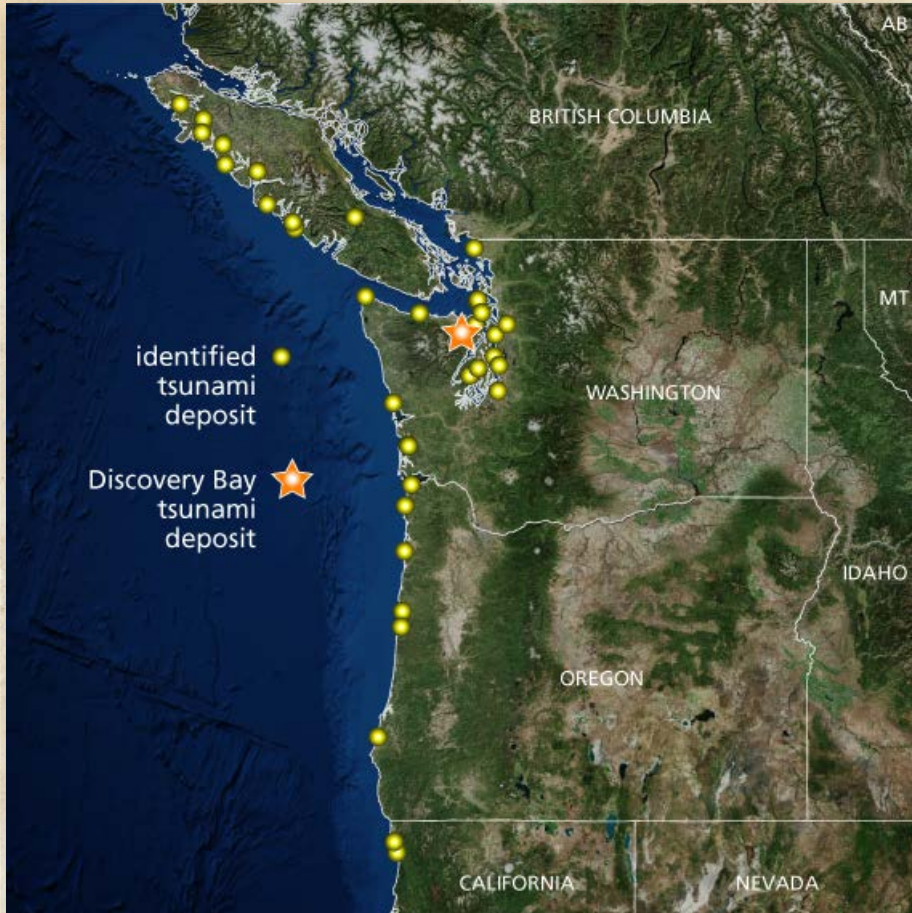 AB
BRITISH COLUMBIA
MT
identified
tsunami
deposit
WASHINGTON
Discovery Bay
tsunami
deposit
IDAHO
OREGON
CALIFORNIA
NEVADA